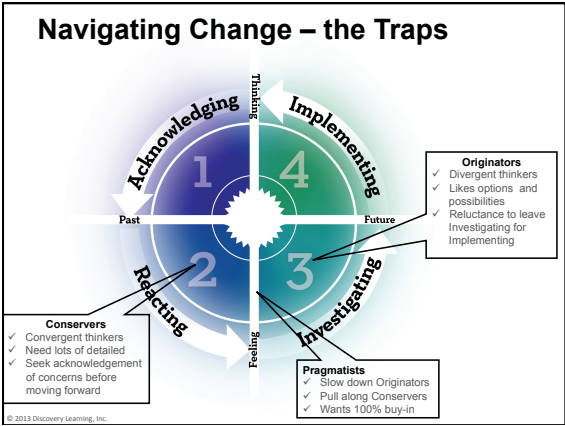 Navigating Change – the Traps
Thinking
Acknowledging
Implementing
1
4
Past
Future
2
3
Reacting
Investigating
Feeling
Originators
✓ Divergent thinkers
✓ Likes options and
possibilities
✓ Reluctance to leave
Investigating for
Implementing
Conservers
✓ Convergent thinkers
✓ Need lots of detailed
✓ Seek acknowledgement
of concerns before
moving forward
Pragmatists
✓ Slow down Originators
✓ Pull along Conservers
✓ Wants 100% buy-in
© 2013 Discovery Learning, Inc.